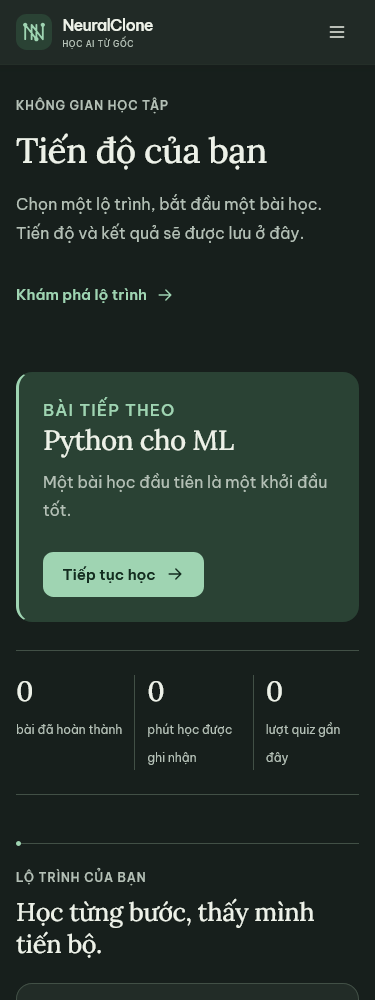 NeuralClone
HỌC AI TỪ GỐC
KHÔNG GIAN HỌC TẬP
Tiến độ của bạn
Chọn một lộ trình, bắt đầu một bài học.
Tiến độ và kết quả sẽ được lưu ở đây.
Khám phá lộ trình →
BÀI TIẾP THEO
Python cho ML
Một bài học đầu tiên là một khởi đầu
tốt.
Tiếp tục học →
0
bài đã hoàn thành
0
phút học được
ghi nhận
0
lượt quiz gần
đây
LỘ TRÌNH CỦA BẠN
Học từng bước, thấy mình
tiến bộ.